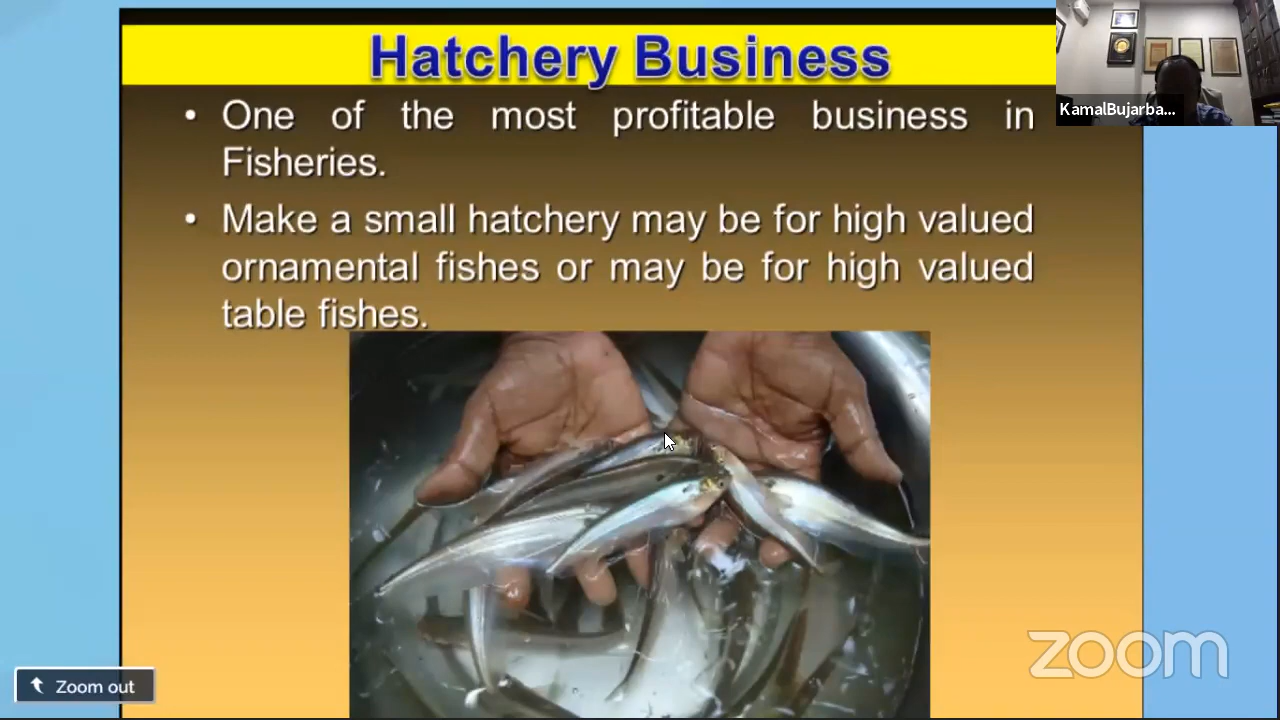 Hatchery Business
KamalBujarba...
• One of the most profitable business in
Fisheries.
• Make a small hatchery may be for high valued
ornamental fishes or may be for high valued
table fishes.
zoom
Zoom out